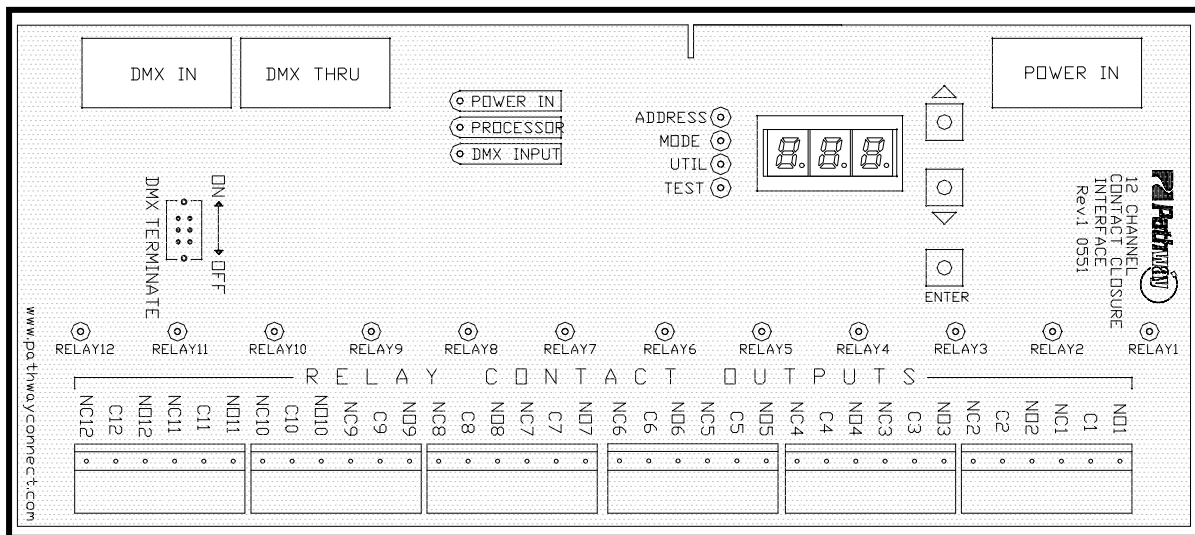 DMX IN
DMX THRU
POWER IN
POWER IN
PROCESSOR
DMX INPUT
ADDRESS
MODE
UTIL
TEST
8.8.8.
ENTER
Pathway
12 CHANNEL
CONTACT CLOSURE
INTERFACE
Rev.1 0551
DMX TERMINATE
ON
OFF
www.pathwayconnect.com
RELAY12 RELAY11 RELAY10 RELAY9 RELAY8 RELAY7 RELAY6 RELAY5 RELAY4 RELAY3 RELAY2 RELAY1
RELAY CONTACT OUTPUTS
NC12 C12 NO12 NC11 C11 NO11 NC10 C10 NO10 NC9 C9 NO9 NC8 C8 NO8 NC7 C7 NO7 NC6 C6 NO6 NC5 C5 NO5 NC4 C4 NO4 NC3 C3 NO3 NC2 C2 NO2 NC1 C1 NO1